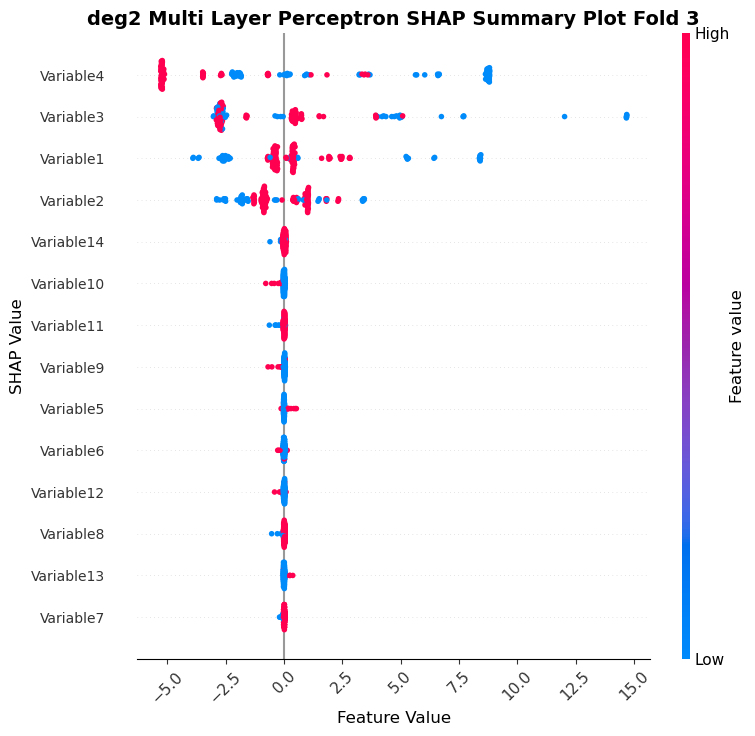 deg2 Multi Layer Perceptron SHAP Summary Plot Fold 3
High
Variable4
Variable3
Variable1
Variable2
Variable14
Variable10
Variable11
Variable9
Variable5
Variable6
Variable12
Variable8
Variable13
Variable7
SHAP Value
Feature value
Low
−5.0 −2.5 0.0 2.5 5.0 7.5 10.0 12.5 15.0
Feature Value